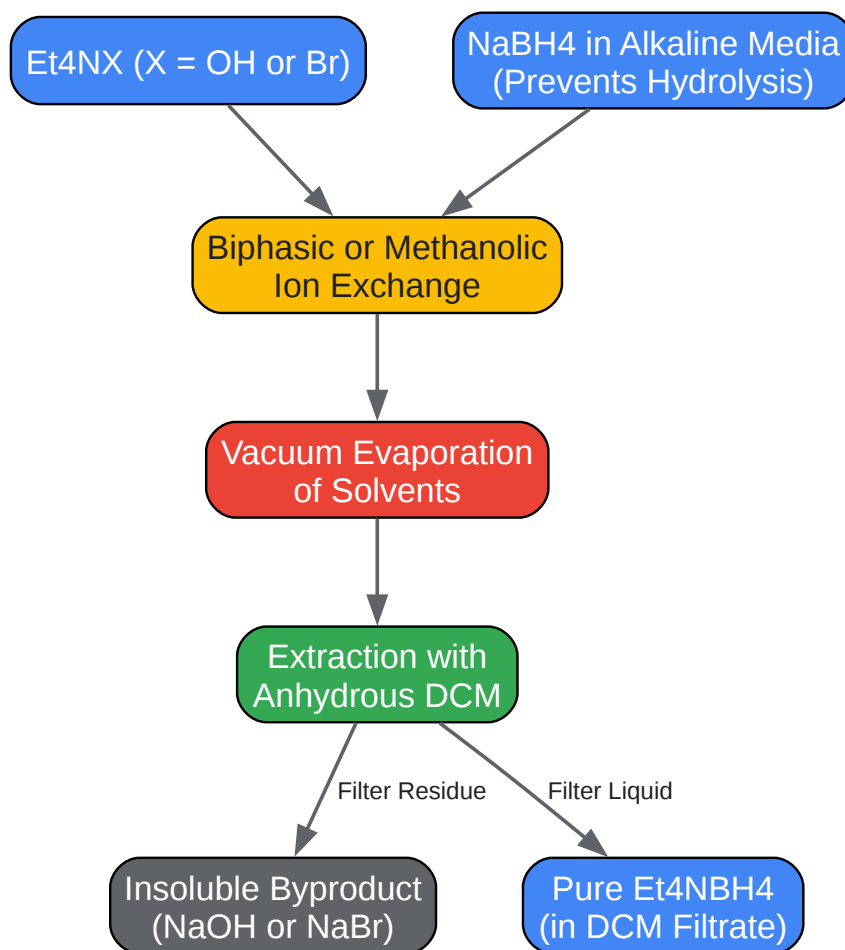 Et4NX (X = OH or Br)
NaBH4 in Alkaline Media
(Prevents Hydrolysis)
Biphasic or Methanolic
Ion Exchange
Vacuum Evaporation
of Solvents
Extraction with
Anhydrous DCM
Filter Residue
Filter Liquid
Insoluble Byproduct
(NaOH or NaBr)
Pure Et4NBH4
(in DCM Filtrate)